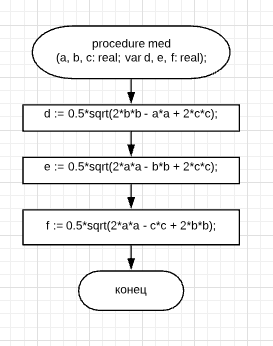 procedure med
(a, b, c: real; var d, e, f: real);
d := 0.5*sqrt(2*b*b - a*a + 2*c*c);
e := 0.5*sqrt(2*a*a - b*b + 2*c*c);
f := 0.5*sqrt(2*a*a - c*c + 2*b*b);
конец